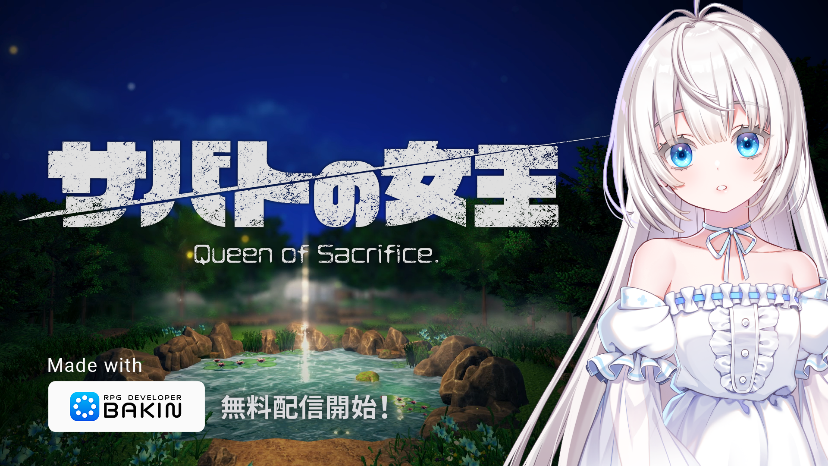 サバトの女王
Queen of Sacrifice.
Made with
RPG DEVELOPER
BAKIN
無料配信開始!